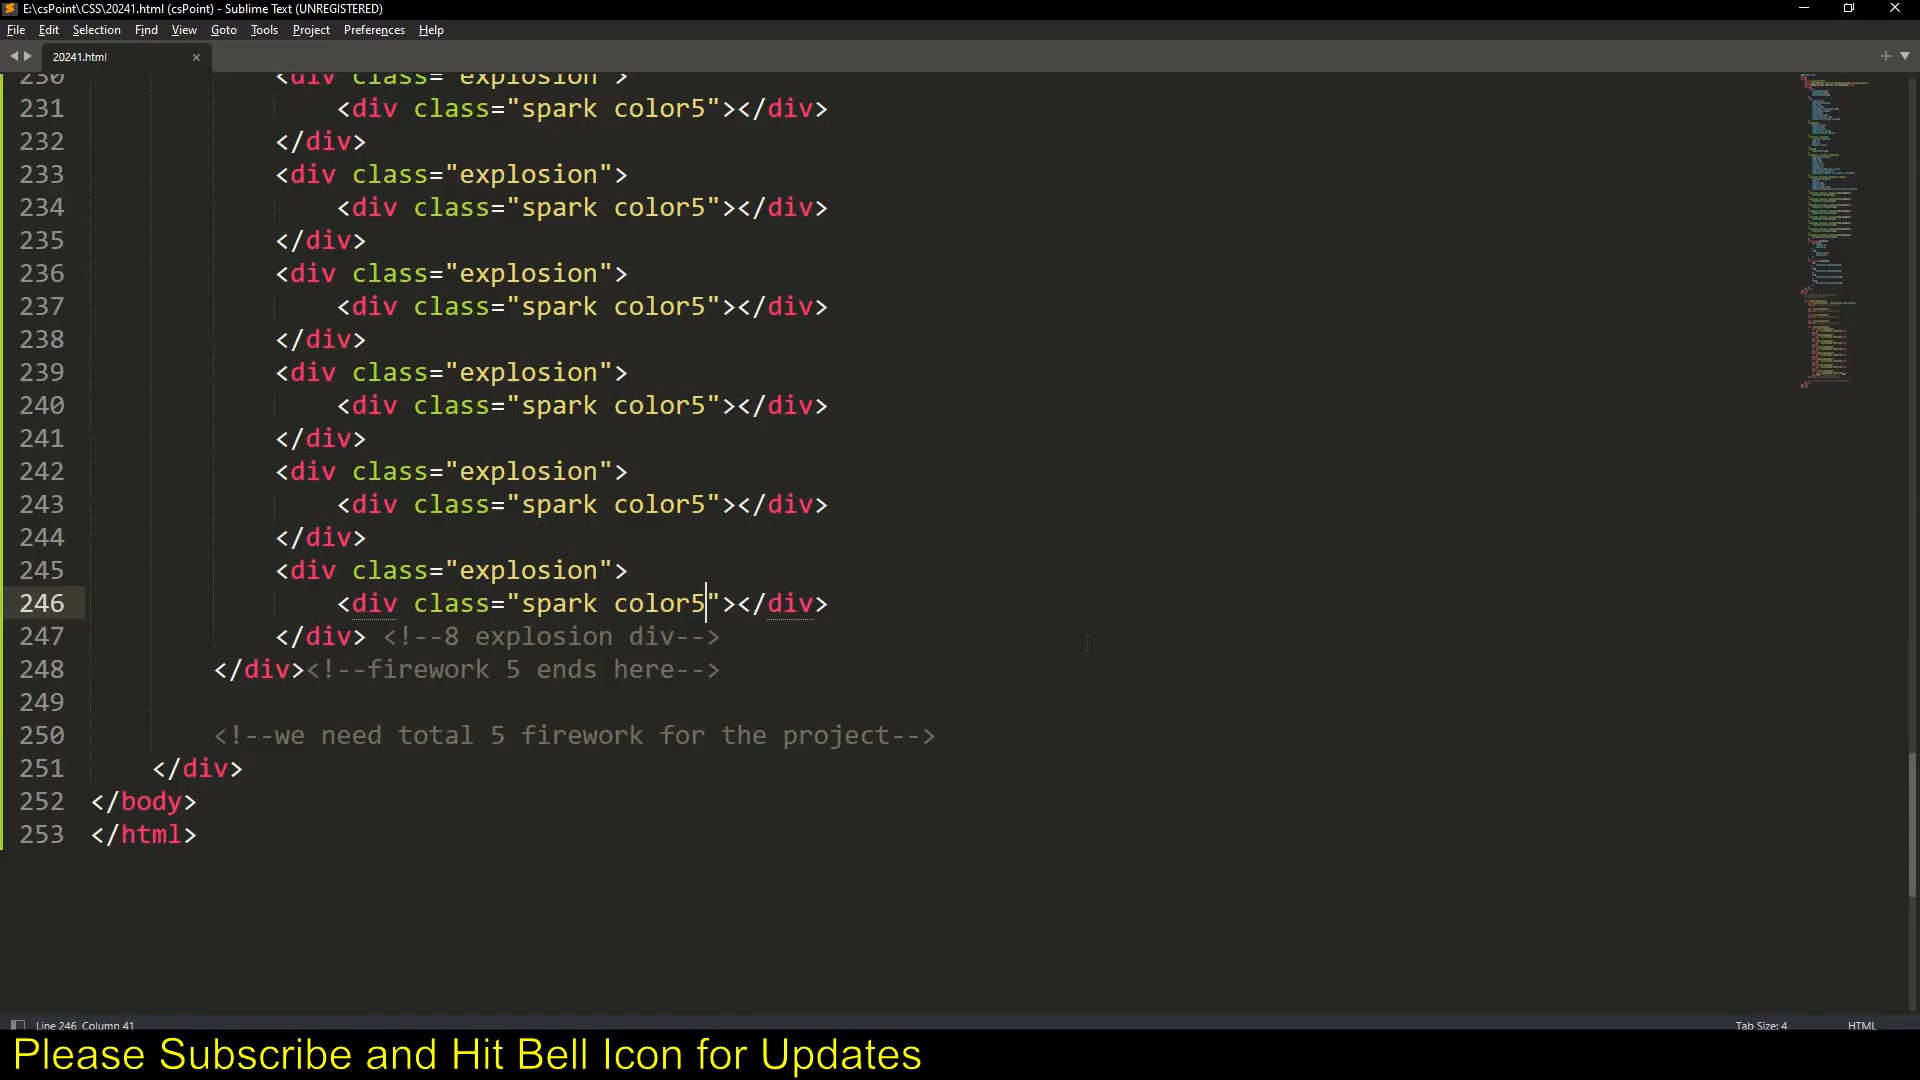 E:\csPoint\CSS\20241.html (csPoint) - Sublime Text (UNREGISTERED)
File Edit Selection Find View Goto Tools Project Preferences Help
20241.html
230 <div class="explosion">
231 <div class="spark color5"></div>
232 </div>
233 <div class="explosion">
234 <div class="spark color5"></div>
235 </div>
236 <div class="explosion">
237 <div class="spark color5"></div>
238 </div>
239 <div class="explosion">
240 <div class="spark color5"></div>
241 </div>
242 <div class="explosion">
243 <div class="spark color5"></div>
244 </div>
245 <div class="explosion">
246 <div class="spark color5"></div>
247 </div> <!--8 explosion div-->
248 </div><!--firework 5 ends here-->
249
250 <!--we need total 5 firework for the project-->
251 </div>
252 </body>
253 </html>
Line 246, Column 41 Tab Size: 4 HTML
Please Subscribe and Hit Bell Icon for Updates